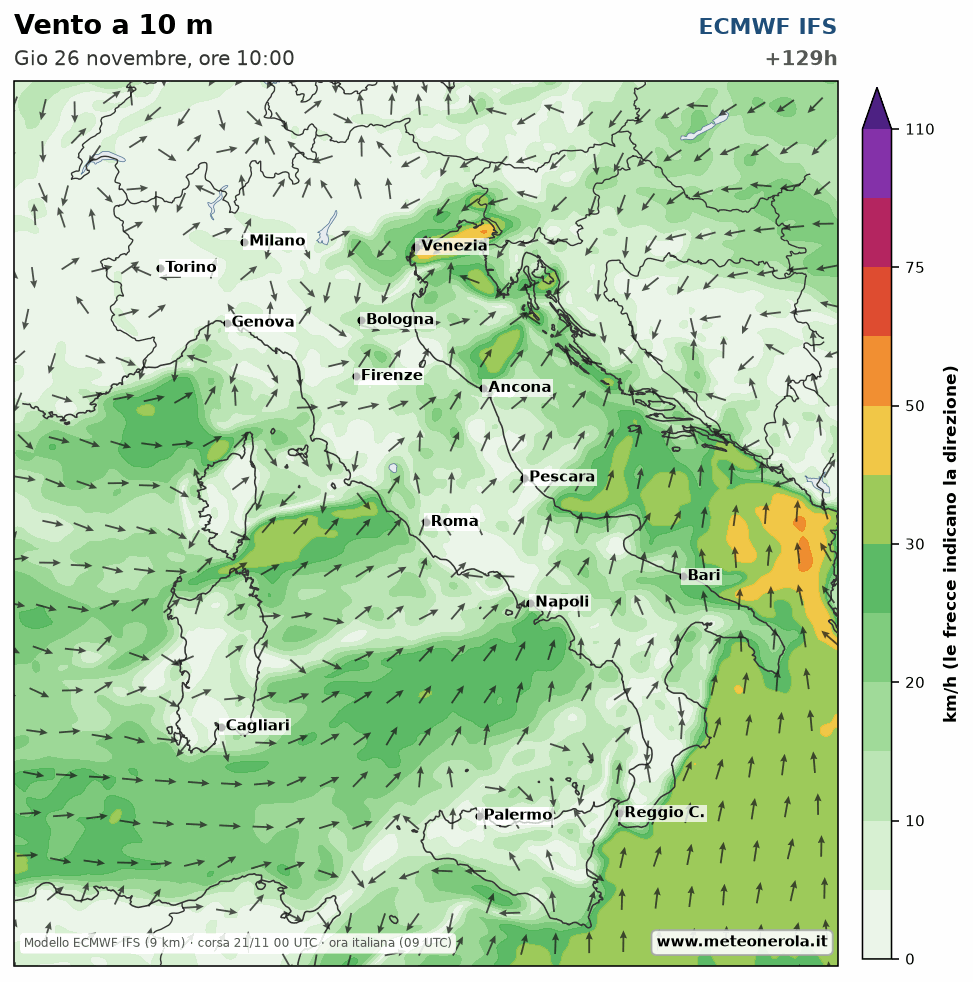 Vento a 10 m
ECMWF IFS
Gio 26 novembre, ore 10:00
+129h
110
75
50
30
20
10
0
km/h (le frecce indicano la direzione)
Milano
Venezia
Torino
Genova
Bologna
Firenze
Ancona
Pescara
Roma
Bari
Napoli
Cagliari
Palermo
Reggio C.
Modello ECMWF IFS (9 km) · corsa 21/11 00 UTC · ora italiana (09 UTC)
www.meteonerola.it